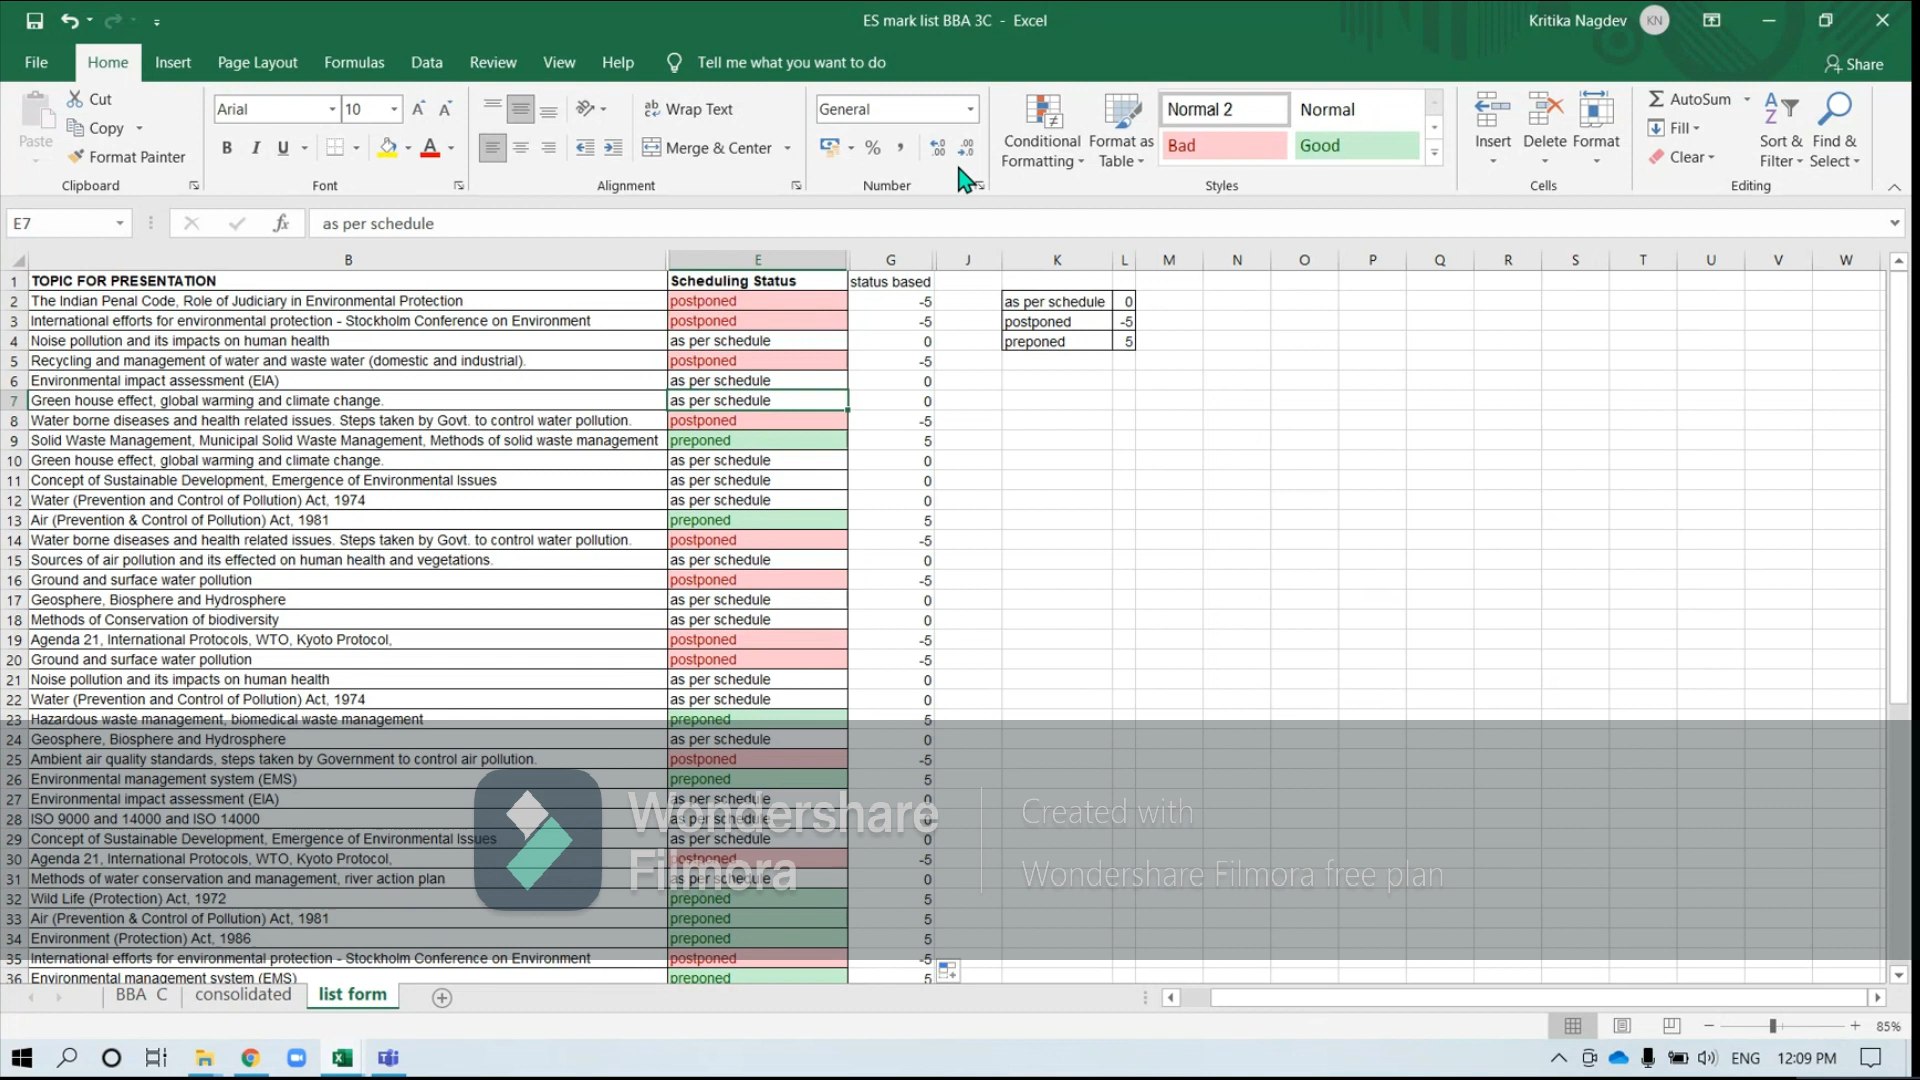 ES mark list BBA 3C - Excel
Kritika Nagdev KN
File Home Insert Page Layout Formulas Data Review View Help Tell me what you want to do Share
Paste Cut Copy Format Painter Clipboard
Arial 10 A A B I U A Font
Wrap Text Merge & Center Alignment
General % , Number
Conditional Formatting Format as Table Normal 2 Normal Bad Good Styles
Insert Delete Format Cells
AutoSum Fill Clear Sort & Filter Find & Select Editing
E7 fx as per schedule
B E G J K L M N O P Q R S T U V W
1 TOPIC FOR PRESENTATION Scheduling Status status based
2 The Indian Penal Code, Role of Judiciary in Environmental Protection postponed -5 as per schedule 0
3 International efforts for environmental protection - Stockholm Conference on Environment postponed -5 postponed -5
4 Noise pollution and its impacts on human health as per schedule 0 preponed 5
5 Recycling and management of water and waste water (domestic and industrial). postponed -5
6 Environmental impact assessment (EIA) as per schedule 0
7 Green house effect, global warming and climate change. as per schedule 0
8 Water borne diseases and health related issues. Steps taken by Govt. to control water pollution. postponed -5
9 Solid Waste Management, Municipal Solid Waste Management, Methods of solid waste management preponed 5
10 Green house effect, global warming and climate change. as per schedule 0
11 Concept of Sustainable Development, Emergence of Environmental Issues as per schedule 0
12 Water (Prevention and Control of Pollution) Act, 1974 as per schedule 0
13 Air (Prevention & Control of Pollution) Act, 1981 preponed 5
14 Water borne diseases and health related issues. Steps taken by Govt. to control water pollution. postponed -5
15 Sources of air pollution and its effected on human health and vegetations. as per schedule 0
16 Ground and surface water pollution postponed -5
17 Geosphere, Biosphere and Hydrosphere as per schedule 0
18 Methods of Conservation of biodiversity as per schedule 0
19 Agenda 21, International Protocols, WTO, Kyoto Protocol, postponed -5
20 Ground and surface water pollution postponed -5
21 Noise pollution and its impacts on human health as per schedule 0
22 Water (Prevention and Control of Pollution) Act, 1974 as per schedule 0
23 Hazardous waste management, biomedical waste management preponed 5
24 Geosphere, Biosphere and Hydrosphere as per schedule 0
25 Ambient air quality standards, steps taken by Government to control air pollution. postponed -5
26 Environmental management system (EMS) preponed 5
27 Environmental impact assessment (EIA) as per schedule 0
28 ISO 9000 and 14000 and ISO 14000 as per schedule 0
29 Concept of Sustainable Development, Emergence of Environmental Issues as per schedule 0
30 Agenda 21, International Protocols, WTO, Kyoto Protocol, postponed -5
31 Methods of water conservation and management, river action plan as per schedule 0
32 Wild Life (Protection) Act, 1972 preponed 5
33 Air (Prevention & Control of Pollution) Act, 1981 preponed 5
34 Environment (Protection) Act, 1986 preponed 5
35 International efforts for environmental protection - Stockholm Conference on Environment postponed -5
36 Environmental management system (EMS) preponed 5
Wondershare Filmora
Created with
Wondershare Filmora free plan
BBA C consolidated list form
85%
ENG 12:09 PM